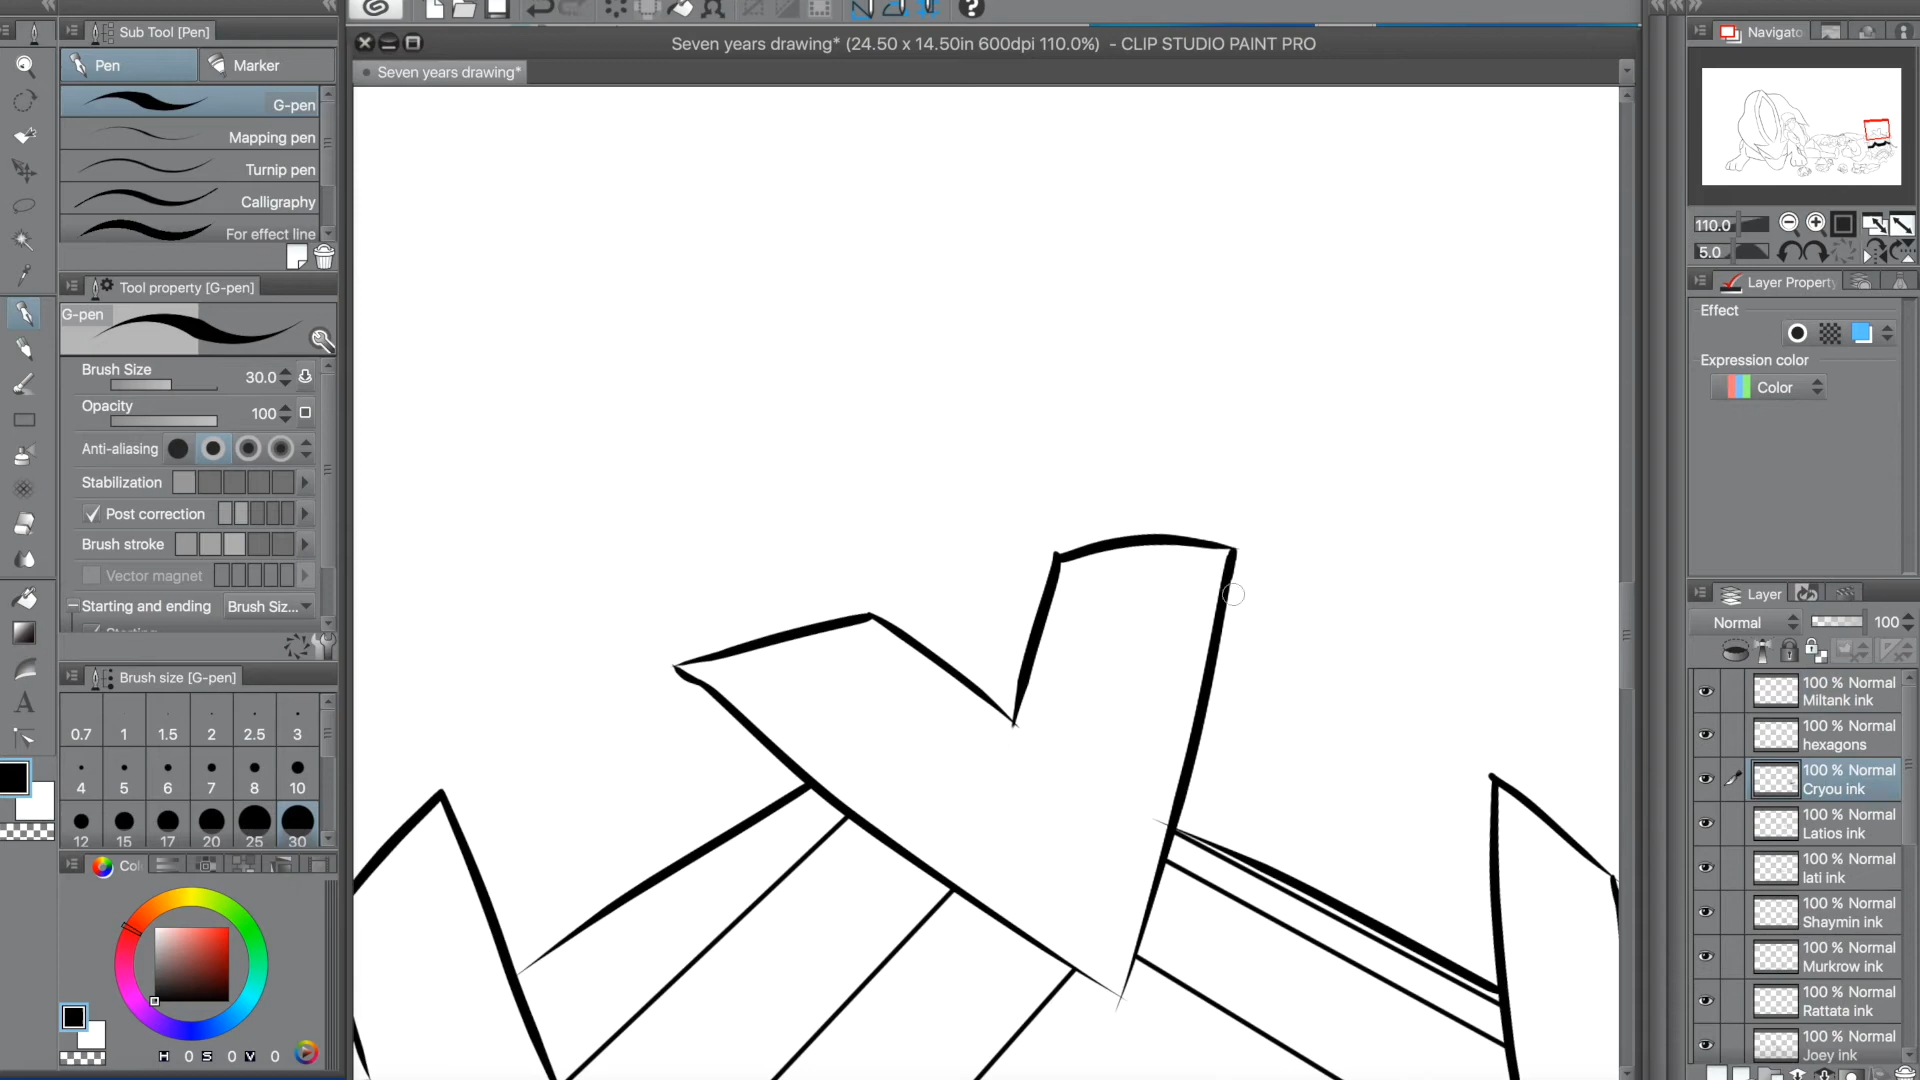 Sub Tool [Pen]
Pen
Marker
G-pen
Mapping pen
Turnip pen
Calligraphy
For effect line
Tool property [G-pen]
G-pen
Brush Size
30.0
Opacity
100
Anti-aliasing
Stabilization
Post correction
Brush stroke
Vector magnet
Starting and ending
Brush Siz...
Brush size [G-pen]
0.7 1 1.5 2 2.5 3
4 5 6 7 8 10
12 15 17 20 25 30
Col
H 0 S 0 V 0
Seven years drawing* (24.50 x 14.50in 600dpi 110.0%) - CLIP STUDIO PAINT PRO
Seven years drawing*
Navigato
110.0
5.0
Layer Property
Effect
Expression color
Color
Layer
Normal
100
100 % Normal
Miltank ink
100 % Normal
hexagons
100 % Normal
Cryou ink
100 % Normal
Latios ink
100 % Normal
lati ink
100 % Normal
Shaymin ink
100 % Normal
Murkrow ink
100 % Normal
Rattata ink
100 % Normal
Joey ink